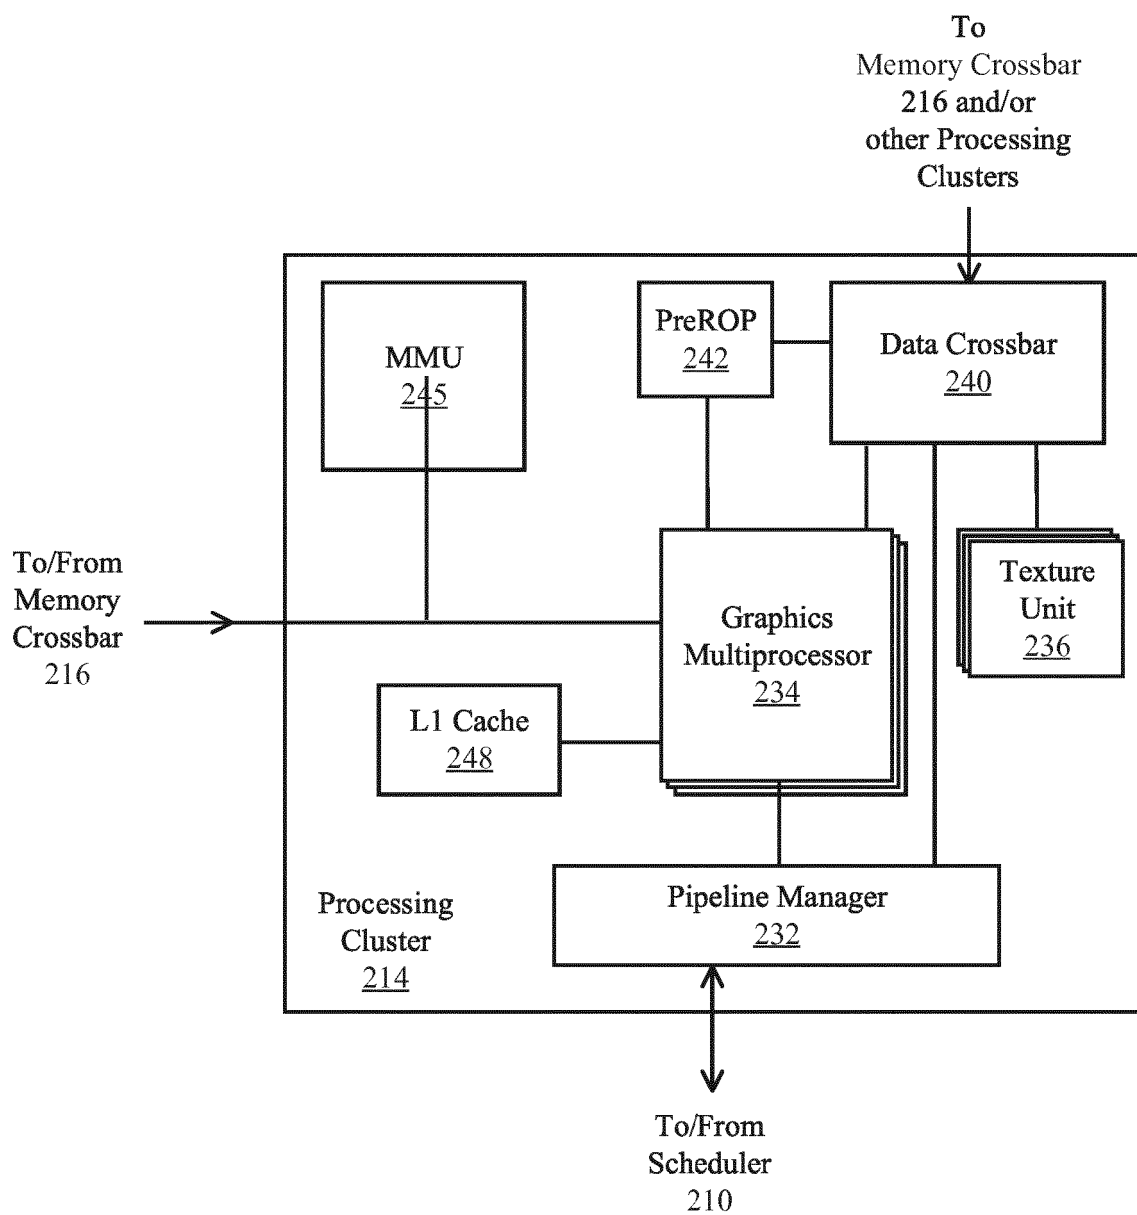 To
Memory Crossbar
216 and/or
other Processing
Clusters
MMU
245
PreROP
242
Data Crossbar
240
To/From
Memory
Crossbar
216
Graphics
Multiprocessor
234
Texture
Unit
236
L1 Cache
248
Pipeline Manager
232
Processing
Cluster
214
To/From
Scheduler
210